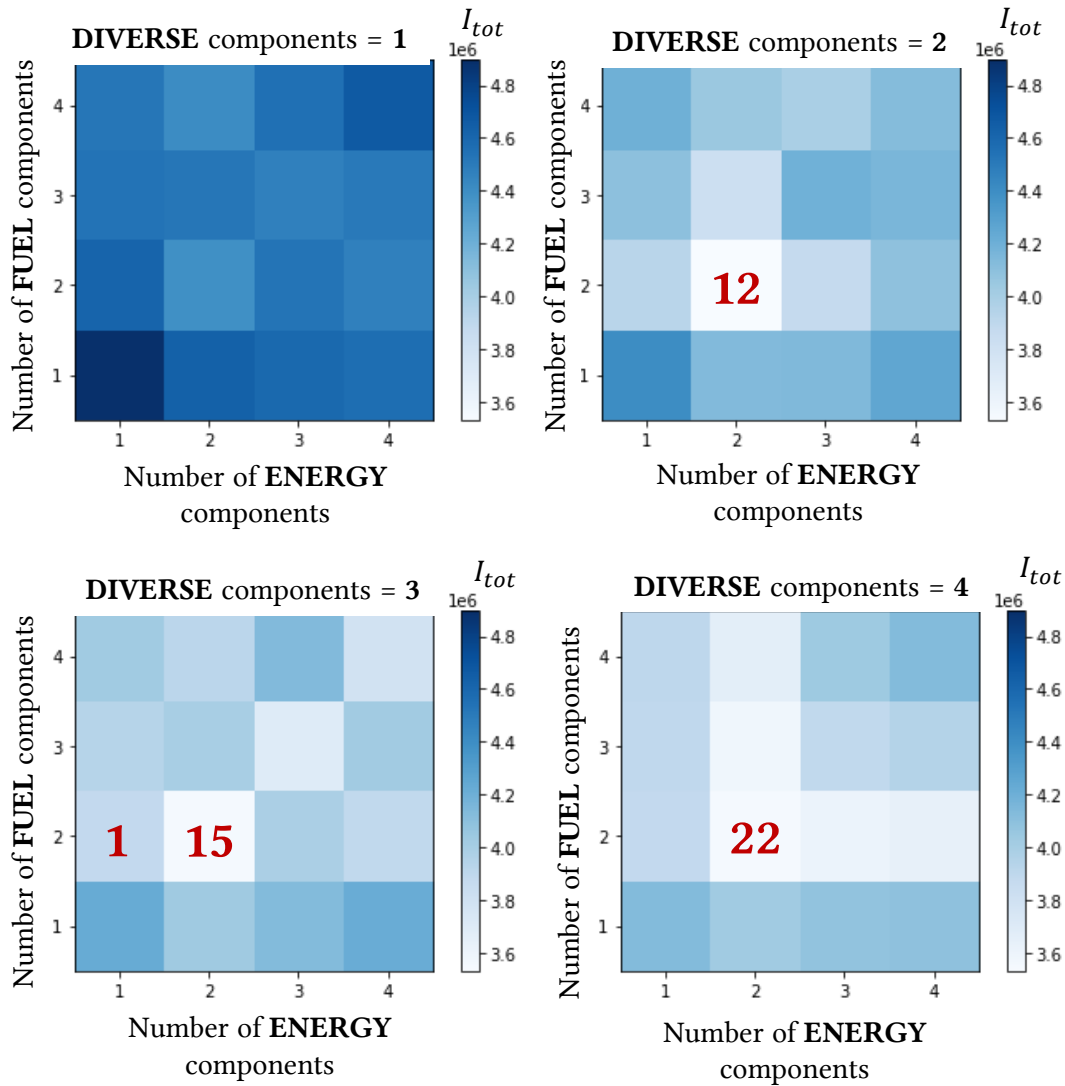 DIVERSE components = 1
I_tot
1e6
Number of FUEL components
4
3
2
1
4.8
4.6
4.4
4.2
4.0
3.8
3.6
1
2
3
4
Number of ENERGY
components
DIVERSE components = 2
I_tot
1e6
Number of FUEL components
4
3
2
1
12
4.8
4.6
4.4
4.2
4.0
3.8
3.6
1
2
3
4
Number of ENERGY
components
DIVERSE components = 3
I_tot
1e6
Number of FUEL components
4
3
2
1
1
15
4.8
4.6
4.4
4.2
4.0
3.8
3.6
1
2
3
4
Number of ENERGY
components
DIVERSE components = 4
I_tot
1e6
Number of FUEL components
4
3
2
1
22
4.8
4.6
4.4
4.2
4.0
3.8
3.6
1
2
3
4
Number of ENERGY
components